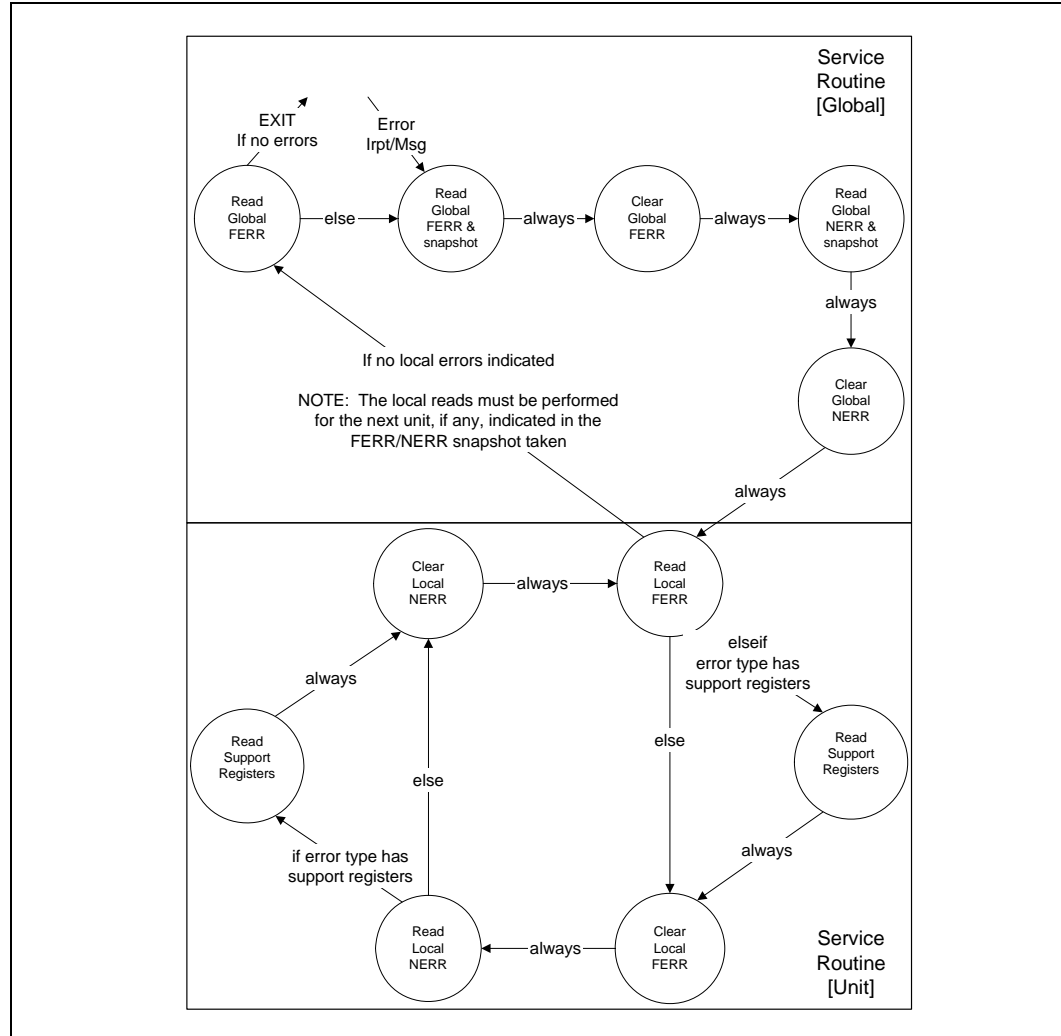 Service
Routine
[Global]
EXIT
If no errors
Error
Irpt/Msg
Read
Global
FERR
else
Read
Global
FERR &
snapshot
always
Clear
Global
FERR
always
Read
Global
NERR &
snapshot
always
If no local errors indicated
NOTE: The local reads must be performed
for the next unit, if any, indicated in the
FERR/NERR snapshot taken
Clear
Global
NERR
always
Clear
Local
NERR
always
Read
Local
FERR
elseif
error type has
support registers
always
Read
Support
Registers
else
else
Read
Support
Registers
if error type has
support registers
always
Read
Local
NERR
always
Clear
Local
FERR
Service
Routine
[Unit]